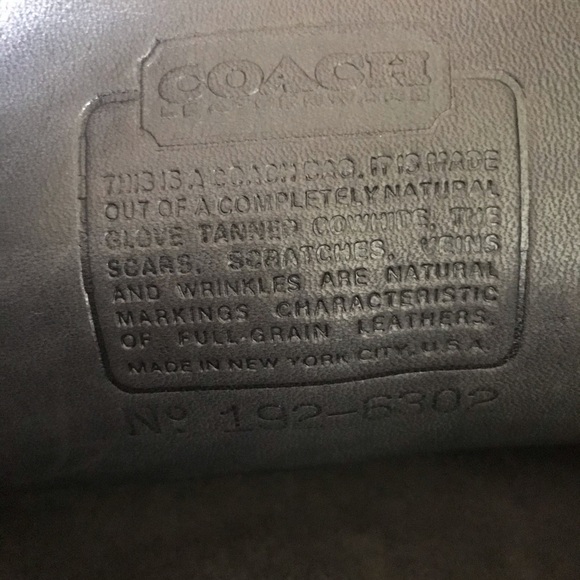 COACH
LEATHERWARE
THIS IS A COACH BAG. IT IS MADE
OUT OF A COMPLETELY NATURAL
GLOVE TANNED COWHIDE. THE
SCARS, SCRATCHES, VEINS
AND WRINKLES ARE NATURAL
MARKINGS CHARACTERISTIC
OF FULL-GRAIN LEATHERS.
MADE IN NEW YORK CITY, U.S.A.
Nº 192-6302